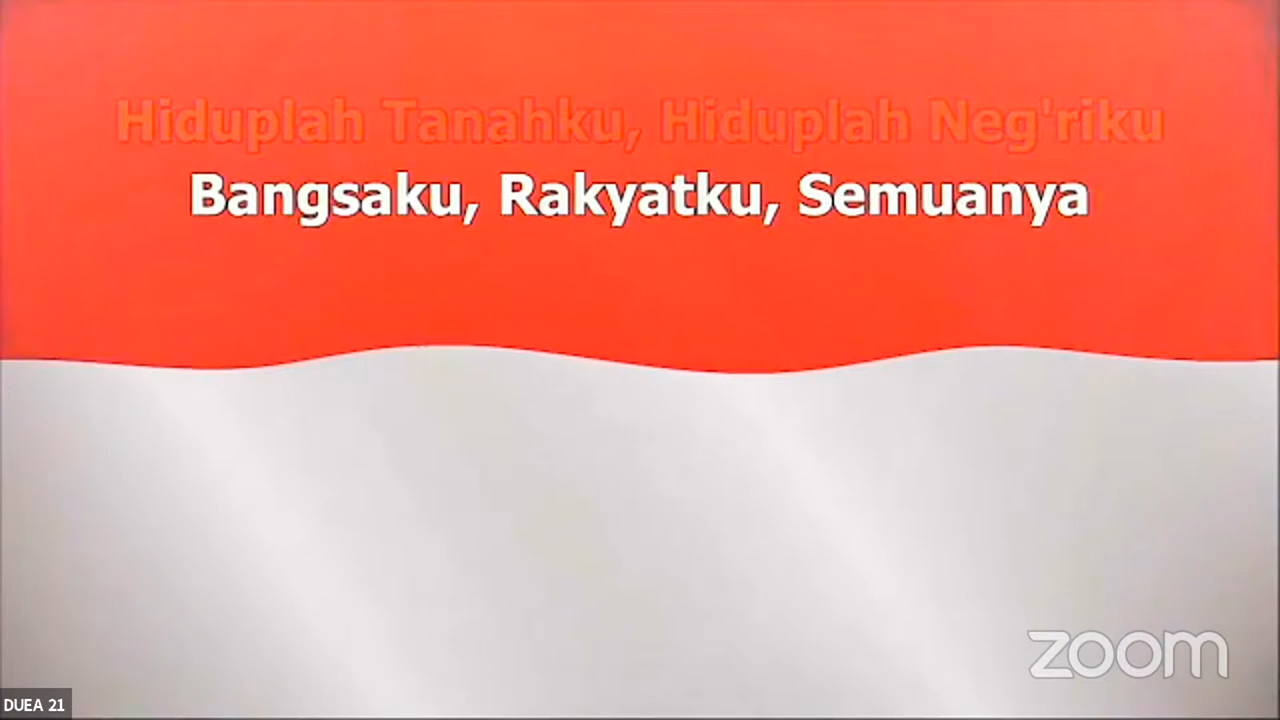 Hiduplah Tanahku, Hiduplah Neg'riku
Bangsaku, Rakyatku, Semuanya
zoom
DUEA 21